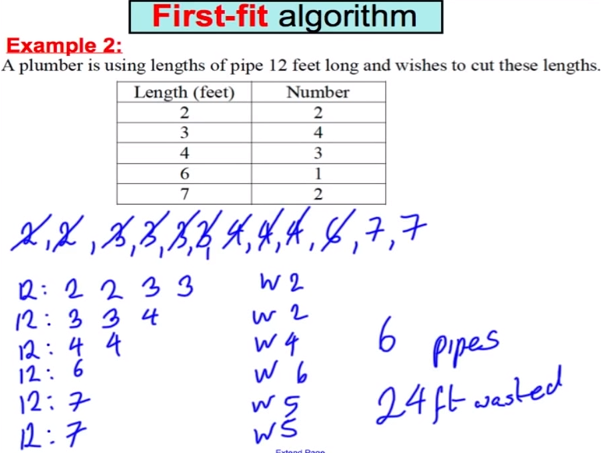 First-fit algorithm
Example 2:
A plumber is using lengths of pipe 12 feet long and wishes to cut these lengths.
Length (feet) Number
2 2
3 4
4 3
6 1
7 2
2, 2, 3, 3, 3, 3, 4, 4, 4, 6, 7, 7
12: 2 2 3 3 W 2
12: 3 3 4 W 2
12: 4 4 W 4
12: 6 W 6
12: 7 W 5
12: 7 W 5
6 pipes
24ft wasted
Extend Page